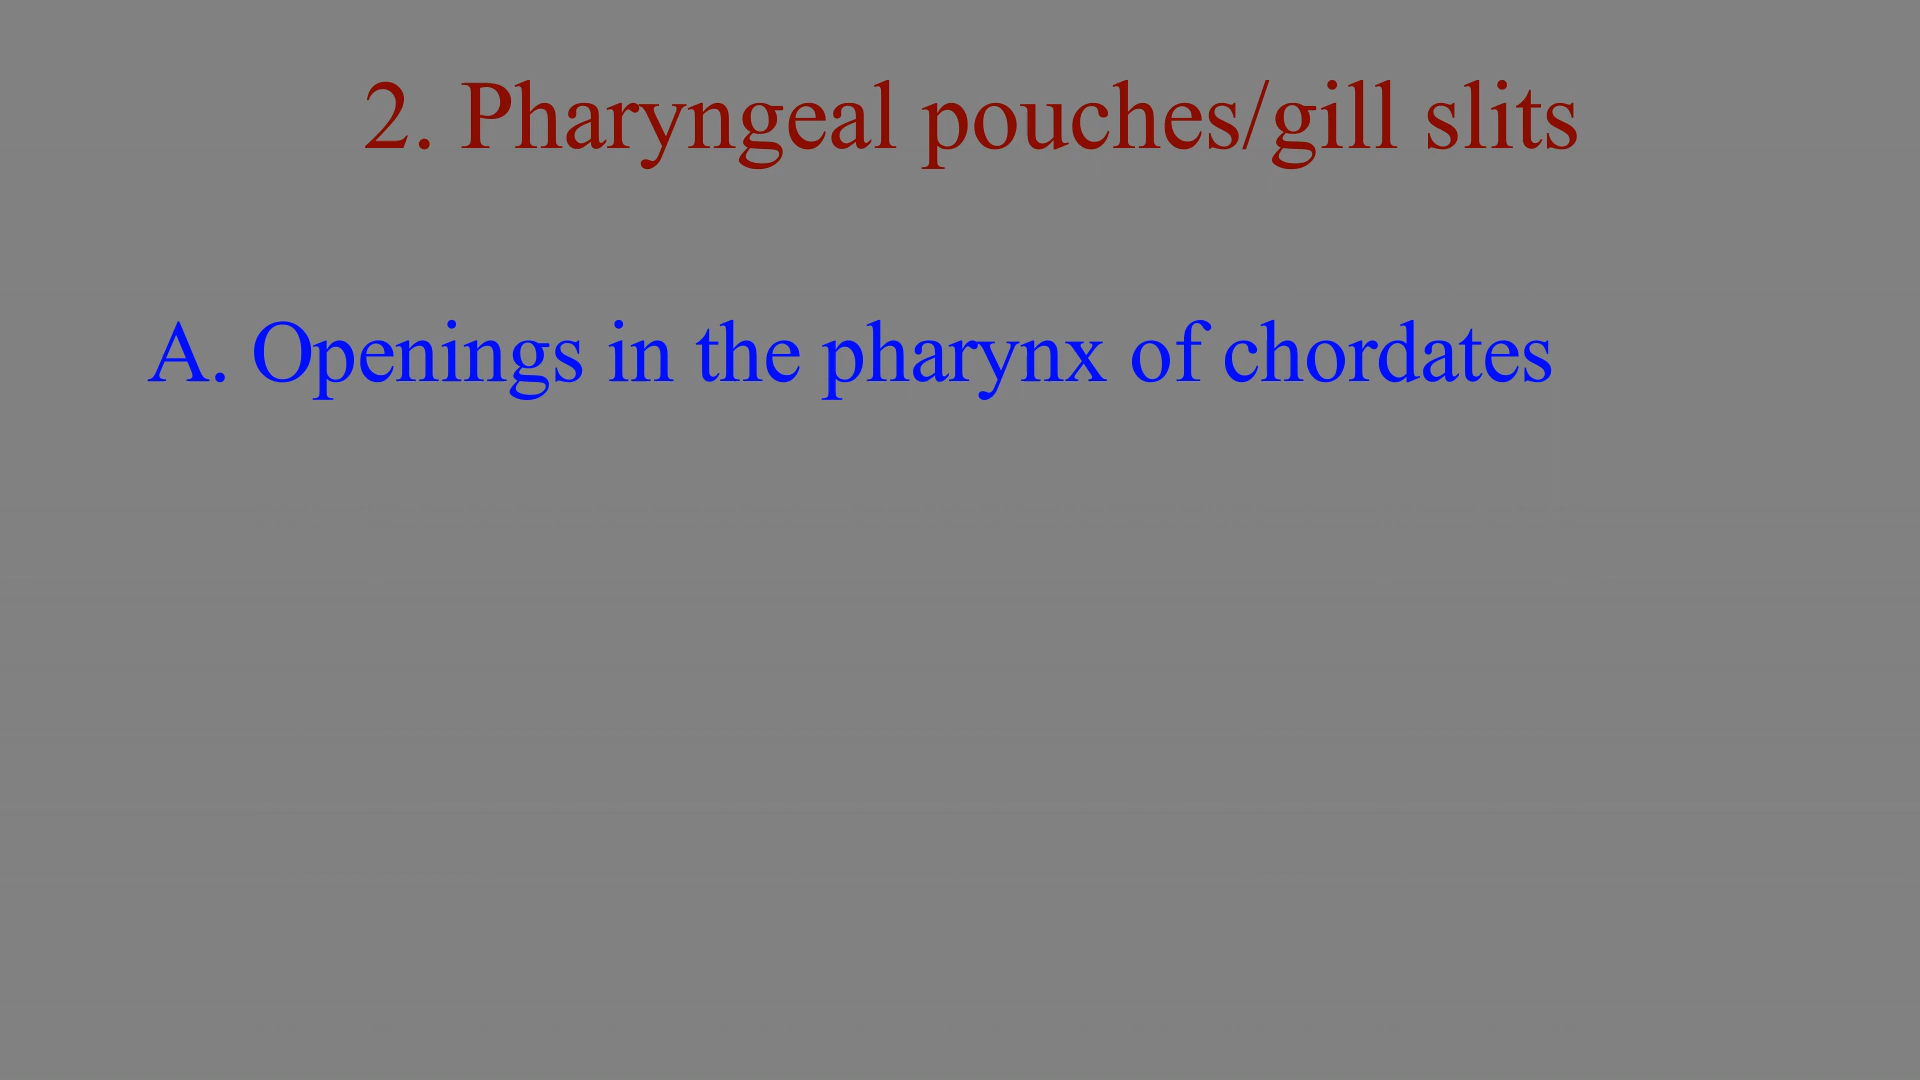 2. Pharyngeal pouches/gill slits
A. Openings in the pharynx of chordates